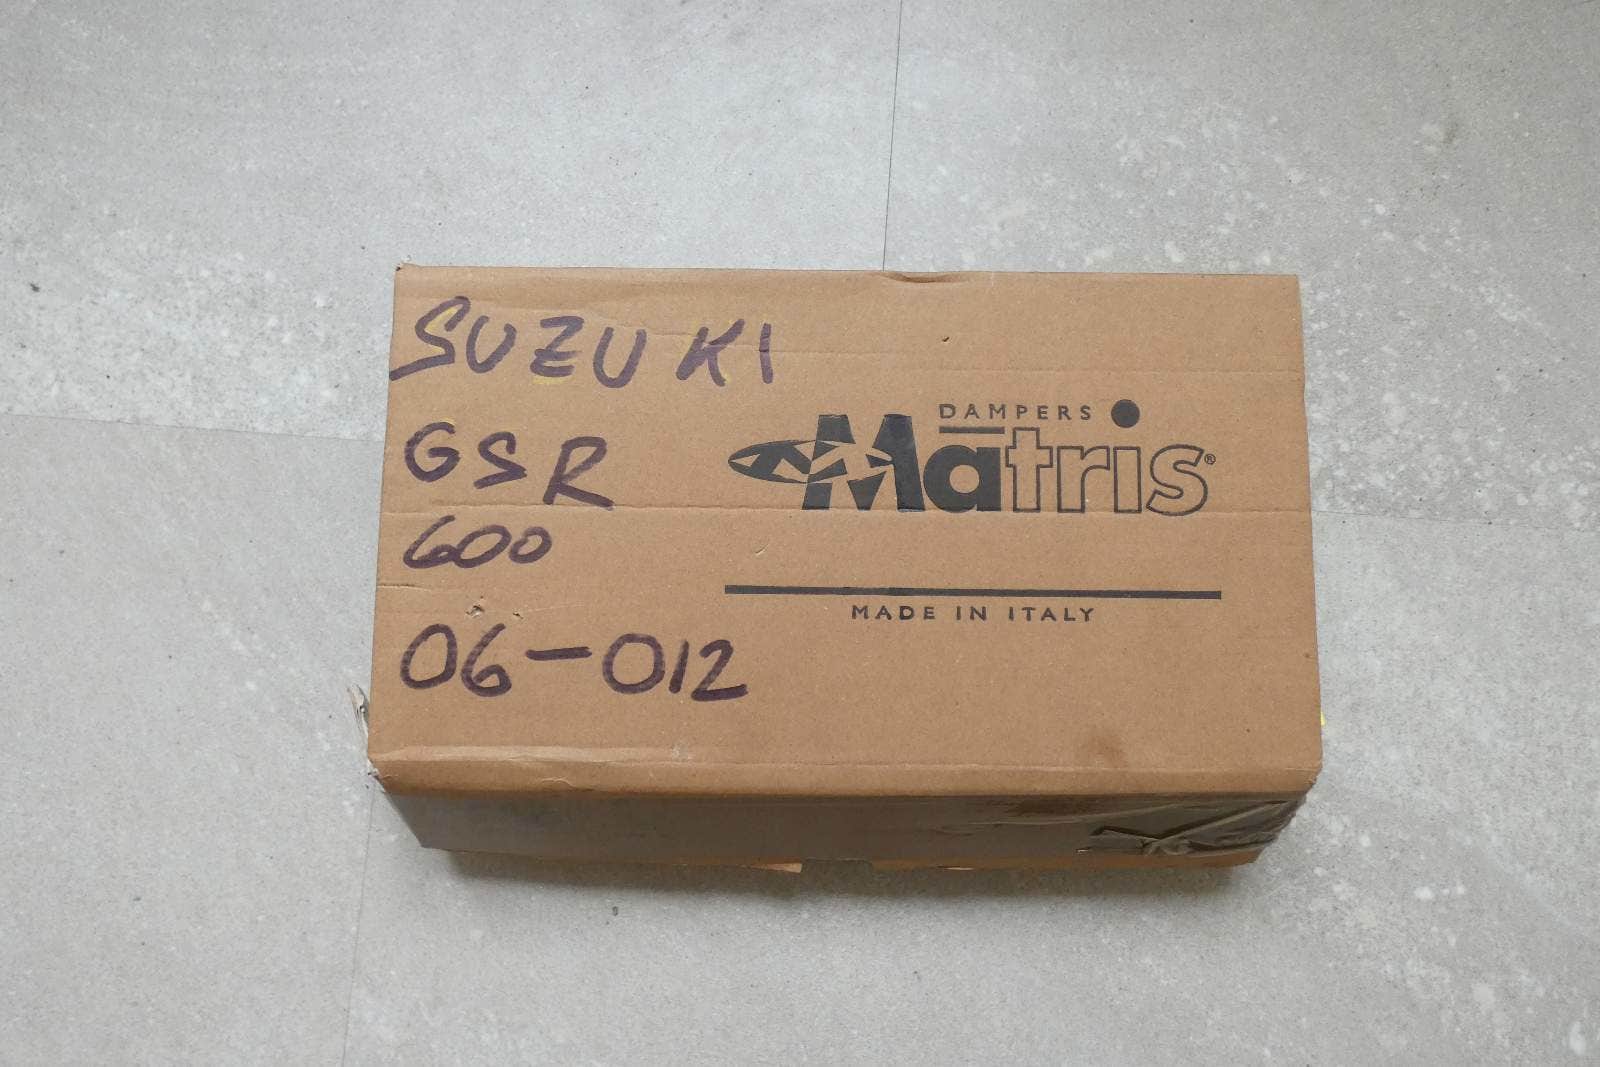 SUZUKI
GSR
600
06-012
DAMPERS
Matris®
MADE IN ITALY